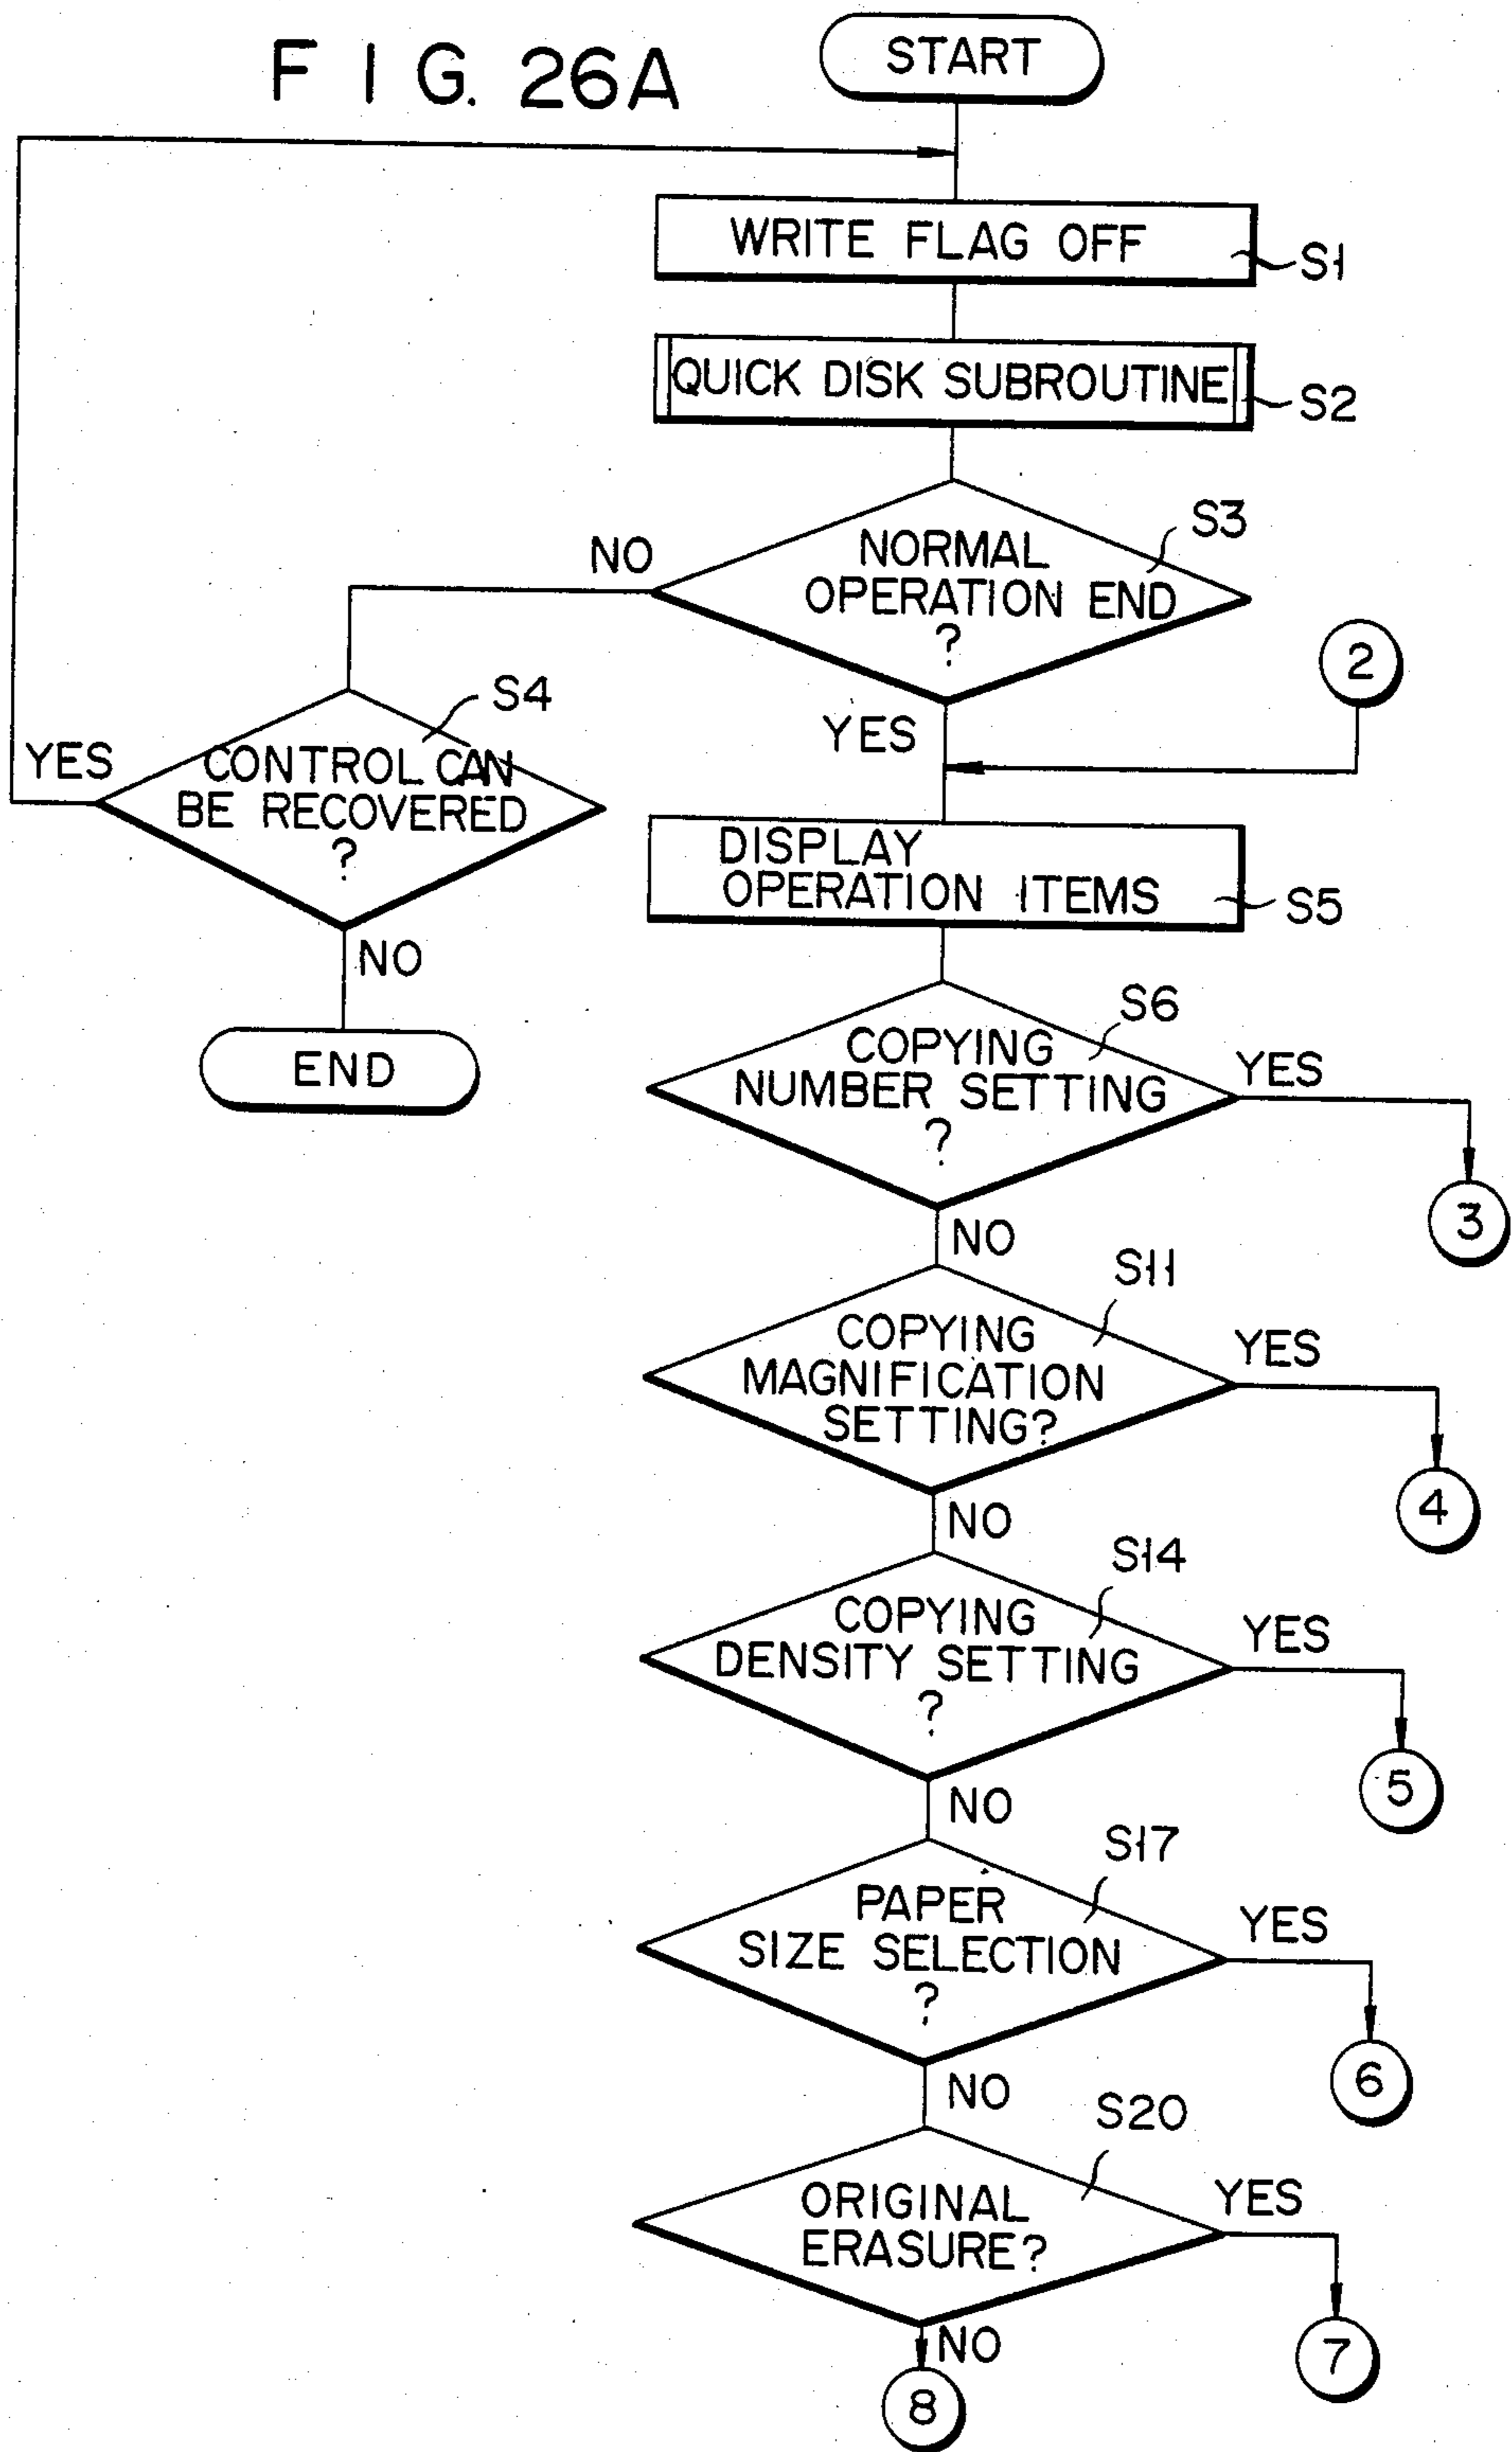 FIG. 26A
START
WRITE FLAG OFF
S1
QUICK DISK SUBROUTINE
S2
S3
NORMAL
OPERATION END
?
NO
YES
2
S4
CONTROL CAN
BE RECOVERED
?
YES
NO
END
DISPLAY
OPERATION ITEMS
S5
S6
COPYING
NUMBER SETTING
?
YES
3
NO
S11
COPYING
MAGNIFICATION
SETTING?
YES
4
NO
S14
COPYING
DENSITY SETTING
?
YES
5
NO
S17
PAPER
SIZE SELECTION
?
YES
6
NO
S20
ORIGINAL
ERASURE?
YES
7
NO
8